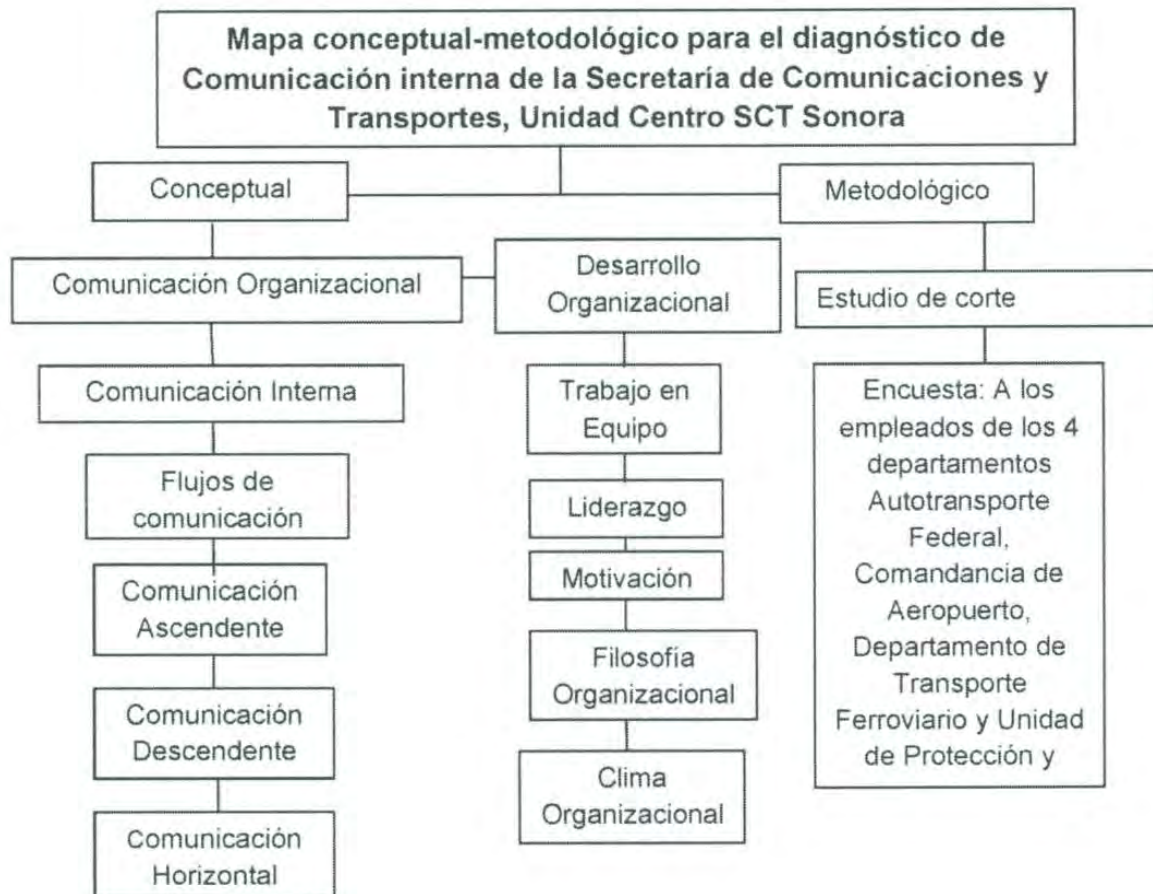 Mapa conceptual-metodológico para el diagnóstico de
Comunicación interna de la Secretaría de Comunicaciones y
Transportes, Unidad Centro SCT Sonora
Conceptual
Metodológico
Comunicación Organizacional
Desarrollo
Organizacional
Estudio de corte
Comunicación Interna
Trabajo en
Equipo
Encuesta: A los
empleados de los 4
departamentos
Autotransporte
Federal,
Comandancia de
Aeropuerto,
Departamento de
Transporte
Ferroviario y Unidad
de Protección y
Flujos de
comunicación
Liderazgo
Motivación
Comunicación
Ascendente
Filosofía
Organizacional
Comunicación
Descendente
Clima
Organizacional
Comunicación
Horizontal